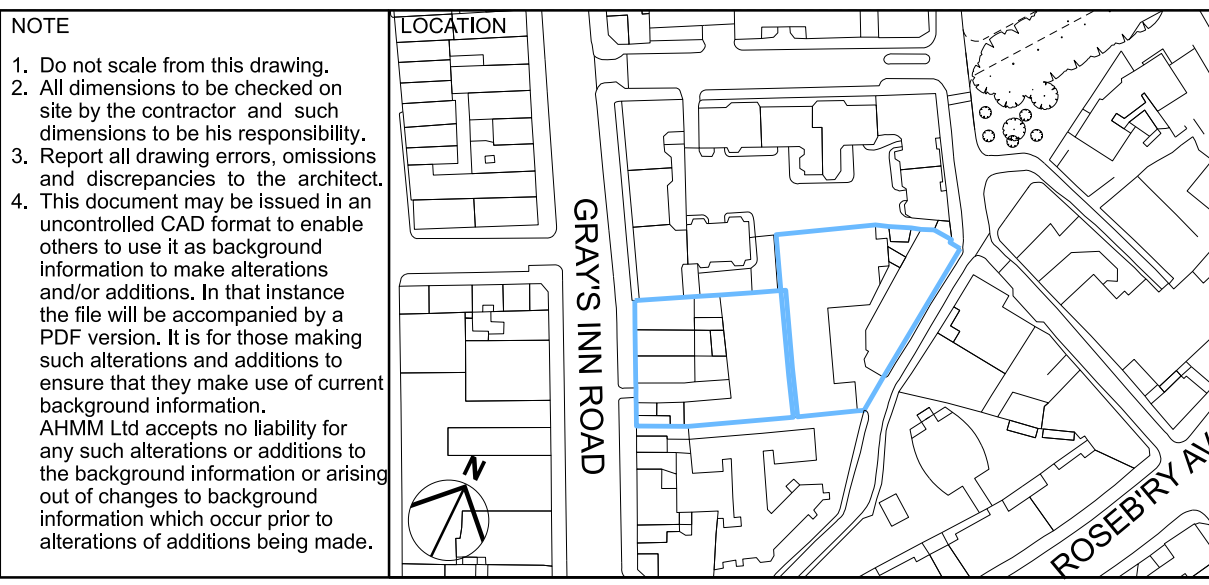 NOTE
1. Do not scale from this drawing.
2. All dimensions to be checked on
site by the contractor and such
dimensions to be his responsibility.
3. Report all drawing errors, omissions
and discrepancies to the architect.
4. This document may be issued in an
uncontrolled CAD format to enable
others to use it as background
information to make alterations
and/or additions. In that instance
the file will be accompanied by a
PDF version. It is for those making
such alterations and additions to
ensure that they make use of current
background information.
AHMM Ltd accepts no liability for
any such alterations or additions to
the background information or arising
out of changes to background
information which occur prior to
alterations of additions being made.
LOCATION
GRAY'S INN ROAD
N
ROSEB'RY AV